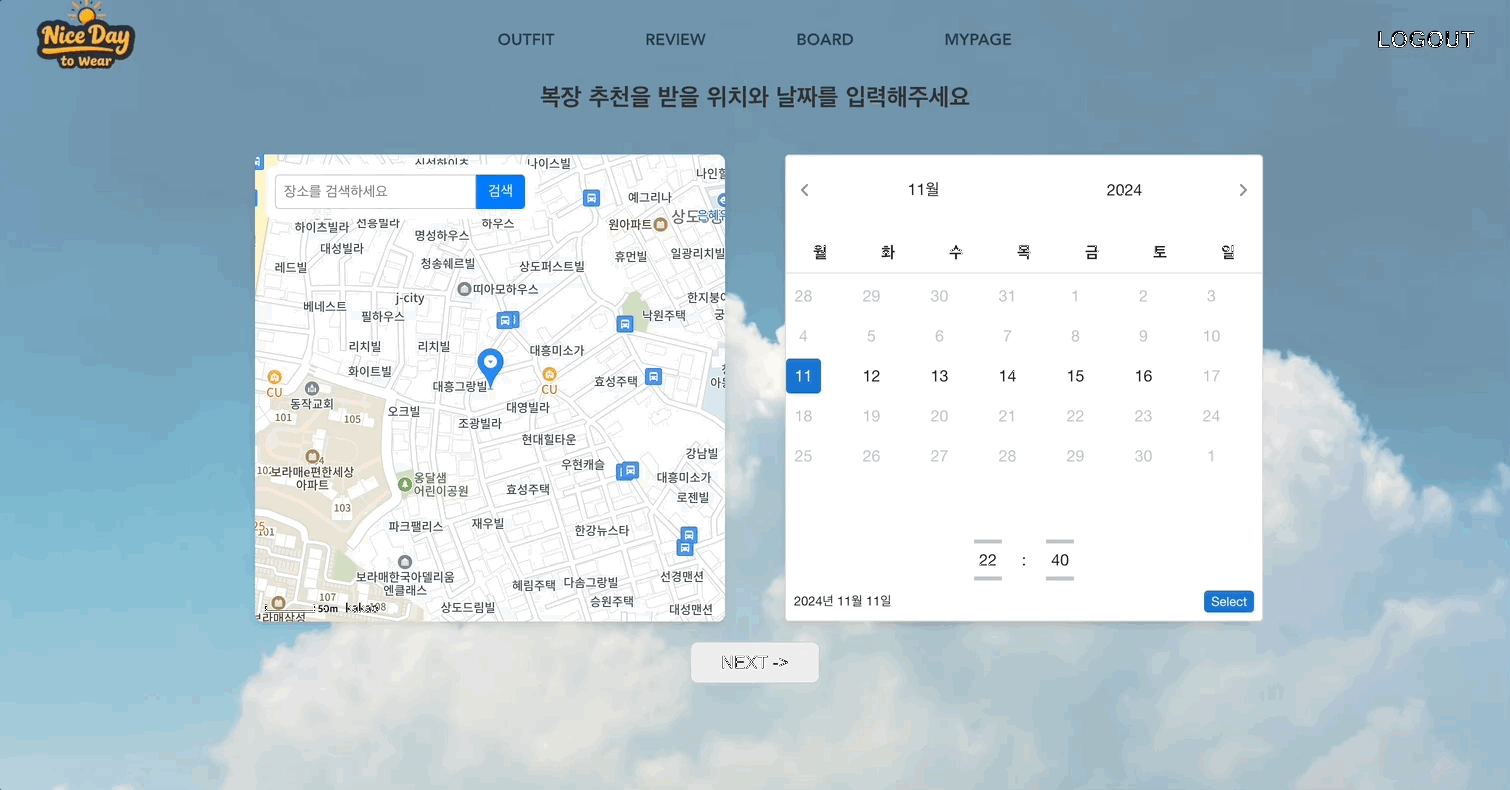 Nice Day
to Wear
OUTFIT REVIEW BOARD MYPAGE
LOGOUT
복장 추천을 받을 위치와 날짜를 입력해주세요
장소를 검색하세요 검색
신성하이츠 나이스빌
예그리나
하이츠빌라 선흥빌라 하우스
원아파트
대성빌라 명성하우스
레드빌 청송쉐르빌 상도퍼스트빌 휴먼빌 일광리치빌
j-city 띠아모하우스
베네스트 필하우스
낙원주택
리치빌 리치빌 대흥미소가
화이트빌
대흥그랑빌 효성주택
CU
CU
동작교회
101 105 오크빌 대영빌라
조광빌라
현대힐타운
강남빌
보라매e편한세상
아파트
우현캐슬
대흥미소가
옹달샘
어린이공원
효성주택 로젠빌
103
파크팰리스 재우빌 한강뉴스타
101
보라매한국아델리움
엔클래스
혜림주택 다솜그랑빌 선경맨션
107 108 상도드림빌 승원주택 대성맨션
50m kakao
보라매삼성
11월 2024
월 화 수 목 금 토 일
28 29 30 31 1 2 3
4 5 6 7 8 9 10
11 12 13 14 15 16 17
18 19 20 21 22 23 24
25 26 27 28 29 30 1
22 : 40
2024년 11월 11일 Select
NEXT ->